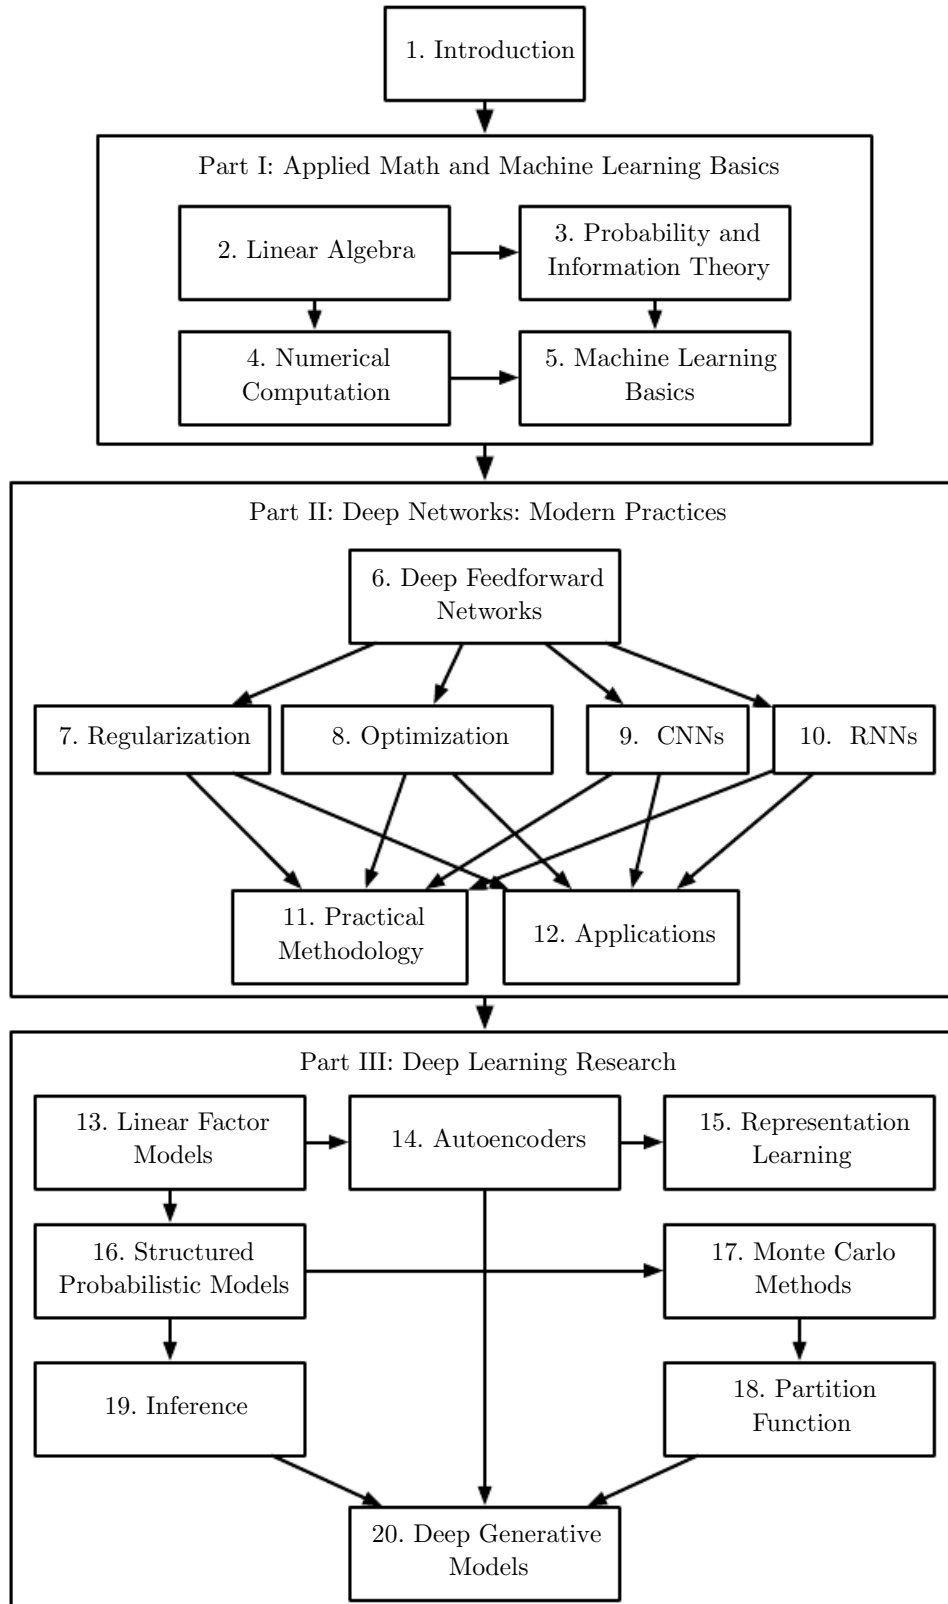 1. Introduction
Part I: Applied Math and Machine Learning Basics
2. Linear Algebra
3. Probability and
Information Theory
4. Numerical
Computation
5. Machine Learning
Basics
Part II: Deep Networks: Modern Practices
6. Deep Feedforward
Networks
7. Regularization
8. Optimization
9. CNNs
10. RNNs
11. Practical
Methodology
12. Applications
Part III: Deep Learning Research
13. Linear Factor
Models
14. Autoencoders
15. Representation
Learning
16. Structured
Probabilistic Models
17. Monte Carlo
Methods
19. Inference
18. Partition
Function
20. Deep Generative
Models